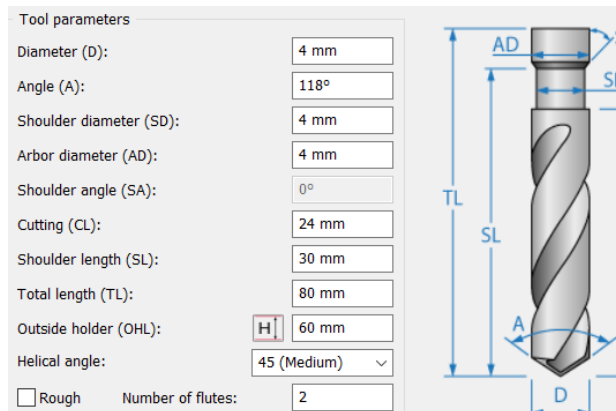 Tool parameters
Diameter (D): 4 mm
Angle (A): 118º
Shoulder diameter (SD): 4 mm
Arbor diameter (AD): 4 mm
Shoulder angle (SA): 0º
Cutting (CL): 24 mm
Shoulder length (SL): 30 mm
Total length (TL): 80 mm
Outside holder (OHL): H 60 mm
Helical angle: 45 (Medium)
Rough Number of flutes: 2
AD
TL
SL
A
D